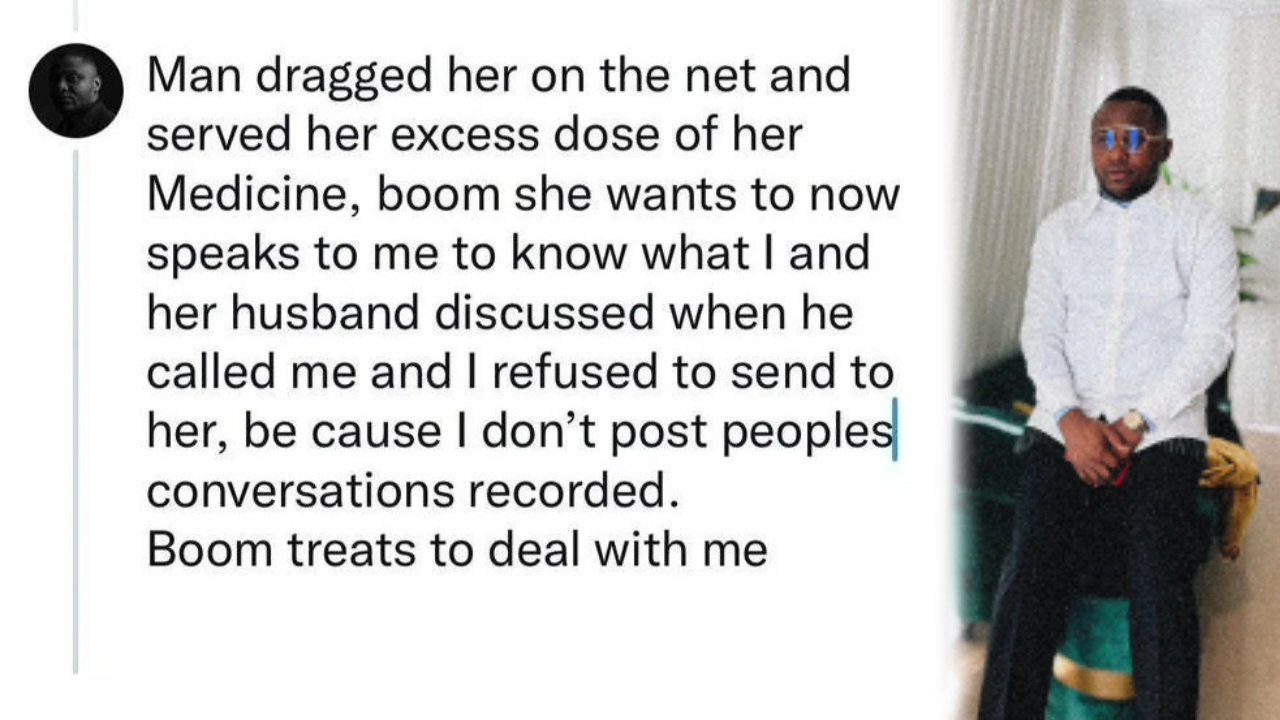 Man dragged her on the net and
served her excess dose of her
Medicine, boom she wants to now
speaks to me to know what I and
her husband discussed when he
called me and I refused to send to
her, be cause I don’t post peoples
conversations recorded.
Boom treats to deal with me